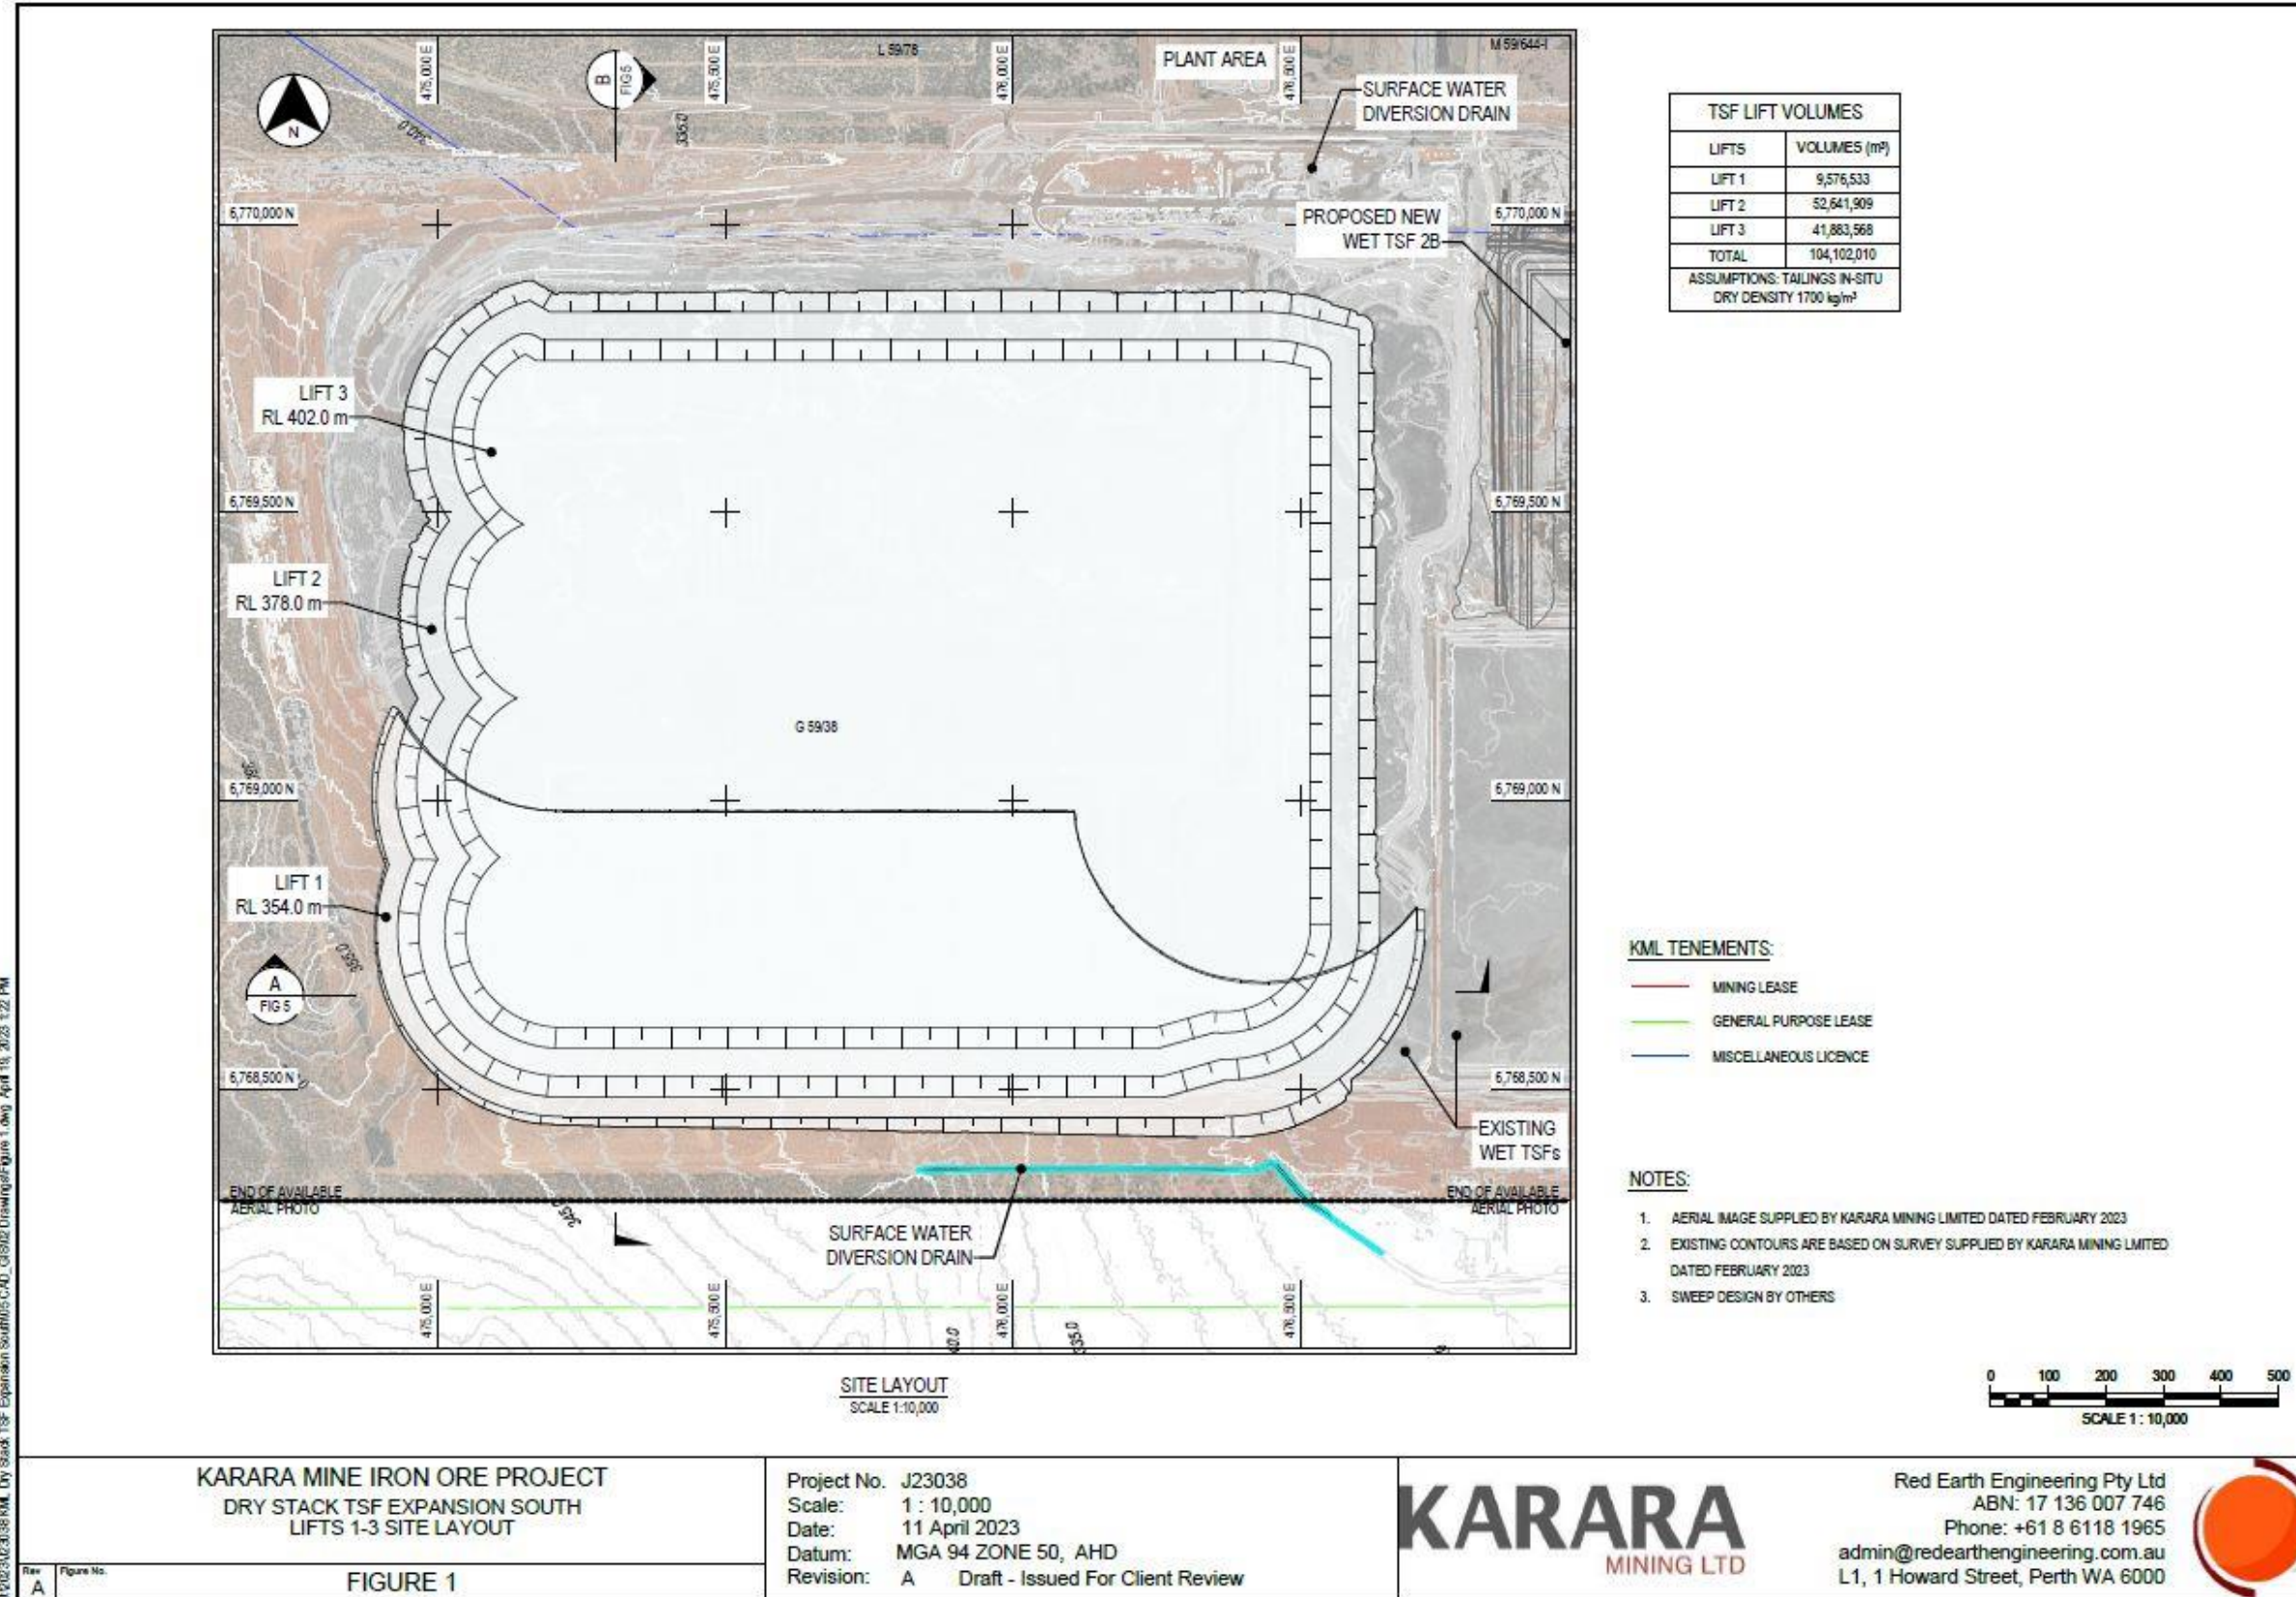 475,000 E
B
FIG 5
475,500 E
L 59/78
476,000 E
PLANT AREA
476,500 E
M 59/644-I
SURFACE WATER
DIVERSION DRAIN
N
340.0
335.0
6,770,000 N
PROPOSED NEW
WET TSF 2B
6,770,000 N
LIFT 3
RL 402.0 m
6,769,500 N
6,769,500 N
LIFT 2
RL 378.0 m
G 59/38
6,769,000 N
6,769,000 N
LIFT 1
RL 354.0 m
355.0
A
FIG 5
6,768,500 N
6,768,500 N
EXISTING
WET TSFs
END OF AVAILABLE
AERIAL PHOTO
END OF AVAILABLE
AERIAL PHOTO
345.0
SURFACE WATER
DIVERSION DRAIN
475,000 E
475,500 E
476,000 E
476,500 E
335.0
SITE LAYOUT
SCALE 1:10,000
TSF LIFT VOLUMES
LIFTS VOLUMES (m³)
LIFT 1 9,576,533
LIFT 2 52,641,909
LIFT 3 41,883,568
TOTAL 104,102,010
ASSUMPTIONS: TAILINGS IN-SITU
DRY DENSITY 1700 kg/m³
KML TENEMENTS:
MINING LEASE
GENERAL PURPOSE LEASE
MISCELLANEOUS LICENCE
NOTES:
1. AERIAL IMAGE SUPPLIED BY KARARA MINING LIMITED DATED FEBRUARY 2023
2. EXISTING CONTOURS ARE BASED ON SURVEY SUPPLIED BY KARARA MINING LMITED
DATED FEBRUARY 2023
3. SWEEP DESIGN BY OTHERS
0 100 200 300 400 500
SCALE 1 : 10,000
KARARA MINE IRON ORE PROJECT
DRY STACK TSF EXPANSION SOUTH
LIFTS 1-3 SITE LAYOUT
Rev
A
Figure No.
FIGURE 1
Project No. J23038
Scale: 1 : 10,000
Date: 11 April 2023
Datum: MGA 94 ZONE 50, AHD
Revision: A Draft - Issued For Client Review
KARARA
MINING LTD
Red Earth Engineering Pty Ltd
ABN: 17 136 007 746
Phone: +61 8 6118 1965
admin@redearthengineering.com.au
L1, 1 Howard Street, Perth WA 6000